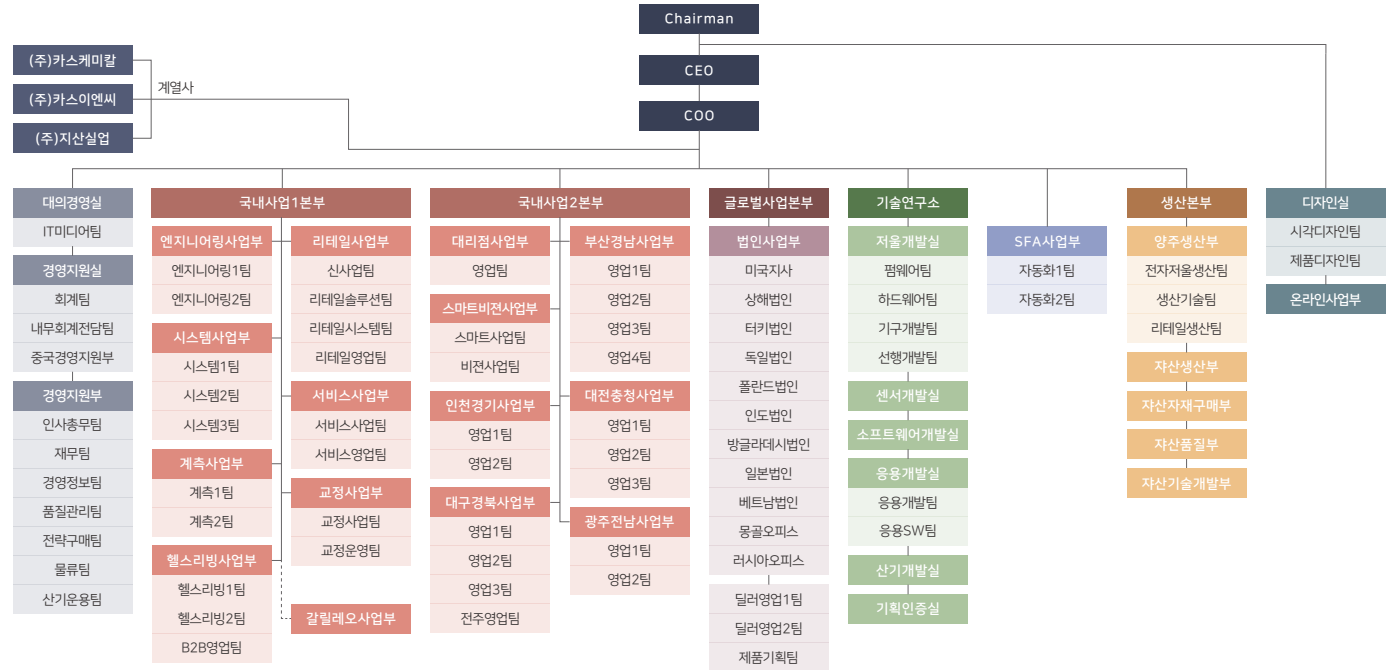 Chairman
CEO
COO
(주)카스케미칼
(주)카스이엔씨
(주)지산실업
계열사
대의경영실
IT미디어팀
경영지원실
회계팀
내무회계전담팀
중국경영지원부
경영지원부
인사총무팀
재무팀
경영정보팀
품질관리팀
전략구매팀
물류팀
산기운용팀
국내사업1본부
엔지니어링사업부
엔지니어링1팀
엔지니어링2팀
시스템사업부
시스템1팀
시스템2팀
시스템3팀
계측사업부
계측1팀
계측2팀
헬스리빙사업부
헬스리빙1팀
헬스리빙2팀
B2B영업팀
리테일사업부
신사업팀
리테일솔루션팀
리테일시스템팀
리테일영업팀
서비스사업부
서비스사업팀
서비스영업팀
교정사업부
교정사업팀
교정운영팀
갈릴레오사업부
국내사업2본부
대리점사업부
영업팀
스마트비젼사업부
스마트사업팀
비젼사업팀
인천경기사업부
영업1팀
영업2팀
대구경북사업부
영업1팀
영업2팀
영업3팀
전주영업팀
부산경남사업부
영업1팀
영업2팀
영업3팀
영업4팀
대전충청사업부
영업1팀
영업2팀
영업3팀
광주전남사업부
영업1팀
영업2팀
글로벌사업본부
법인사업부
미국지사
상해법인
터키법인
독일법인
폴란드법인
인도법인
방글라데시법인
일본법인
베트남법인
몽골오피스
러시아오피스
딜러영업1팀
딜러영업2팀
제품기획팀
기술연구소
저울개발실
펌웨어팀
하드웨어팀
기구개발팀
선행개발팀
센서개발실
소프트웨어개발실
응용개발실
응용개발팀
응용SW팀
산기개발실
기획인증실
SFA사업부
자동화1팀
자동화2팀
생산본부
양주생산부
전자저울생산팀
생산기술팀
리테일생산팀
쟈산생산부
쟈산자재구매부
쟈산품질부
쟈산기술개발부
디자인실
시각디자인팀
제품디자인팀
온라인사업부